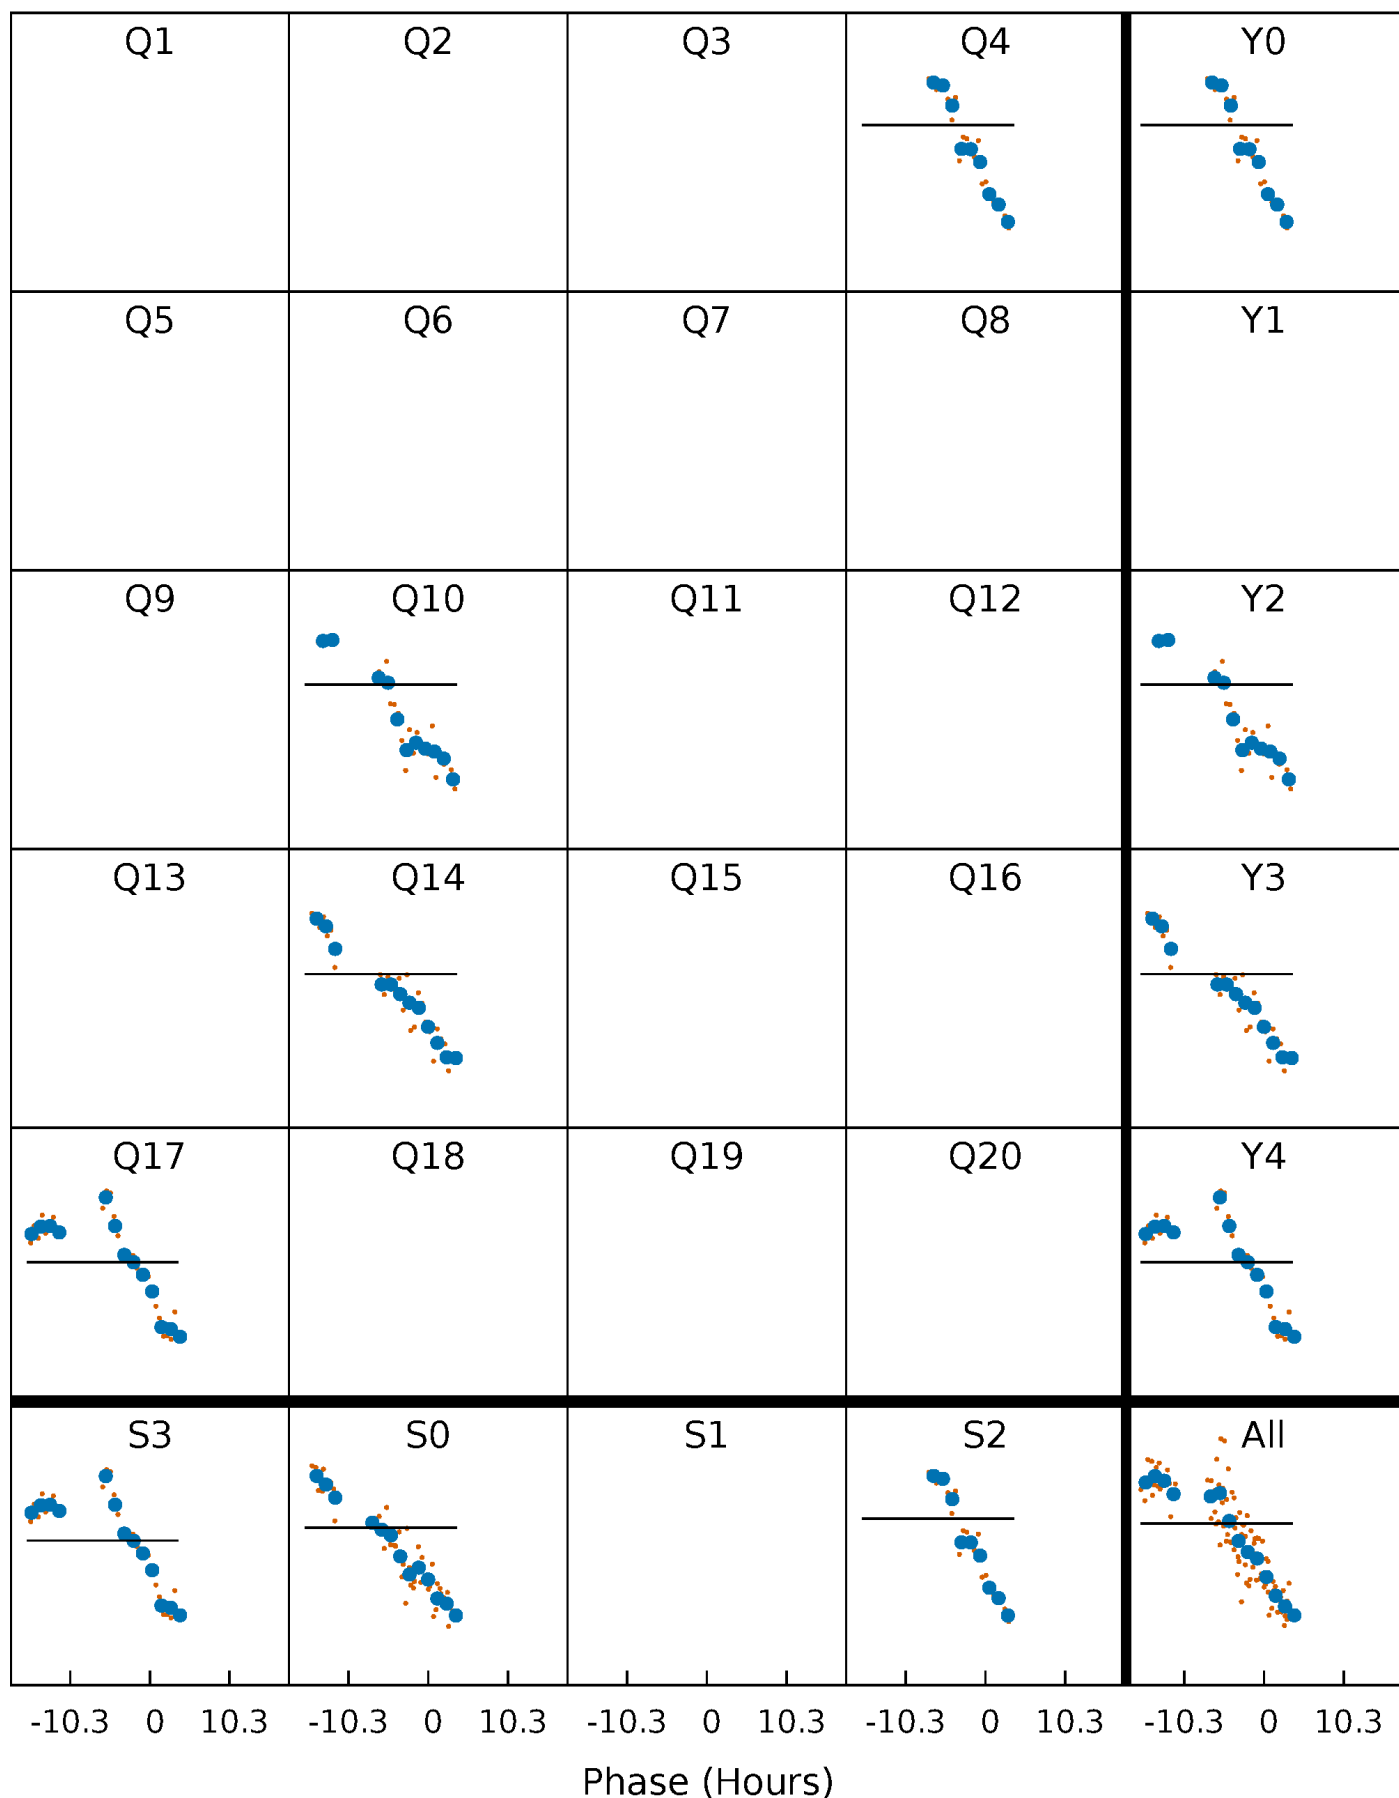 Q1 Q2 Q3 Q4 Y0
Q5 Q6 Q7 Q8 Y1
Q9 Q10 Q11 Q12 Y2
Q13 Q14 Q15 Q16 Y3
Q17 Q18 Q19 Q20 Y4
S3 S0 S1 S2 All
-10.3 0 10.3 -10.3 0 10.3 -10.3 0 10.3 -10.3 0 10.3 -10.3 0 10.3
Phase (Hours)